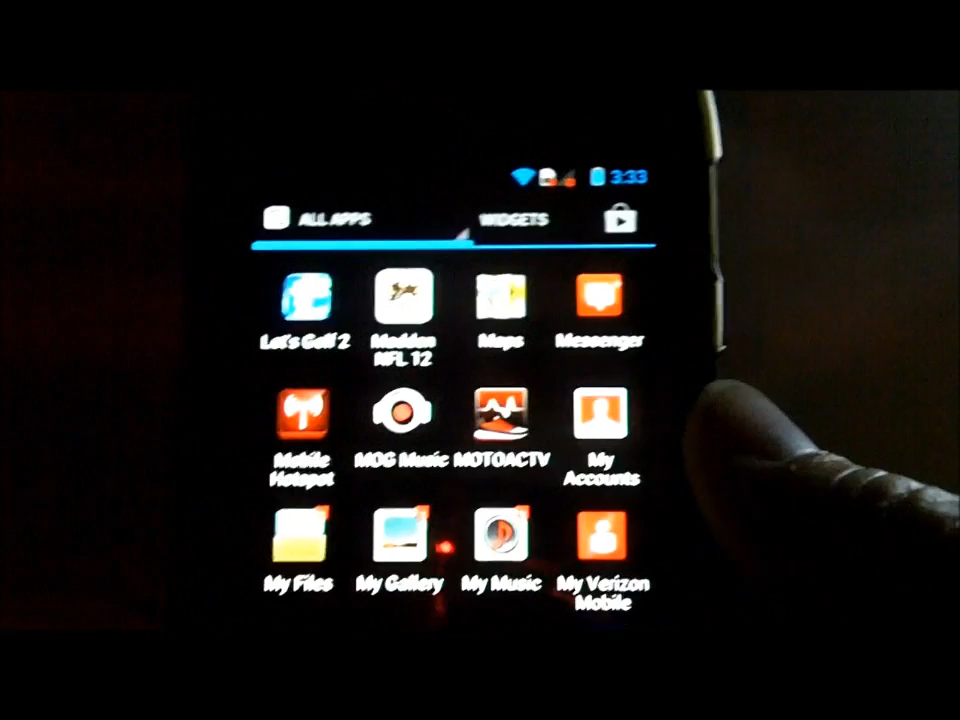 3:33
ALL APPS WIDGETS
Let's Golf 2 Madden NFL 12 Maps Messenger
Mobile Hotspot MOG Music MOTOACTV My Accounts
My Files My Gallery My Music My Verizon Mobile